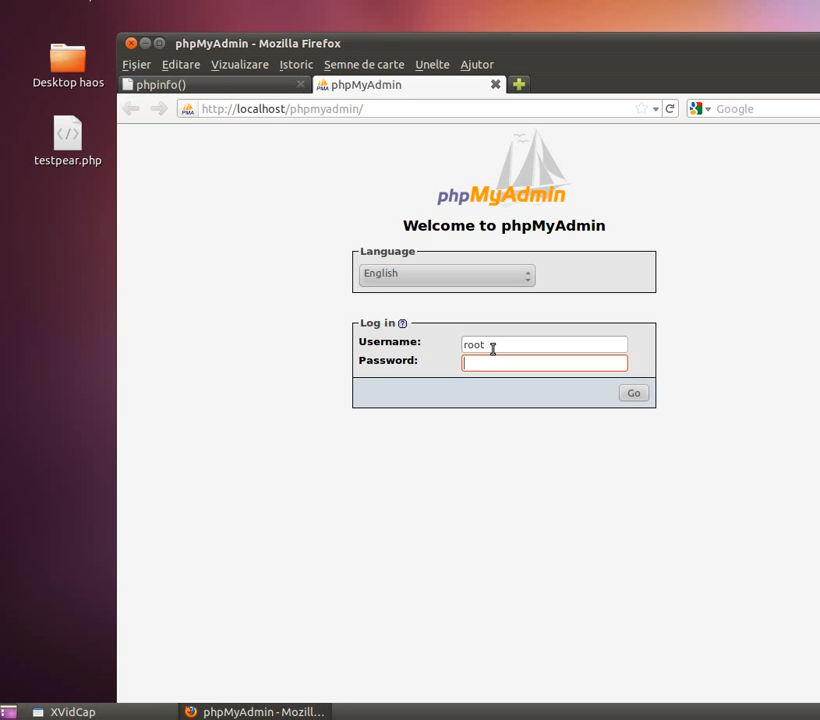 Desktop haos
testpear.php
phpMyAdmin - Mozilla Firefox
Fișier Editare Vizualizare Istoric Semne de carte Unelte Ajutor
phpinfo() phpMyAdmin
http://localhost/phpmyadmin/ Google
phpMyAdmin
Welcome to phpMyAdmin
Language
English
Log in
Username: root
Password:
Go
XVidCap phpMyAdmin - Mozill...